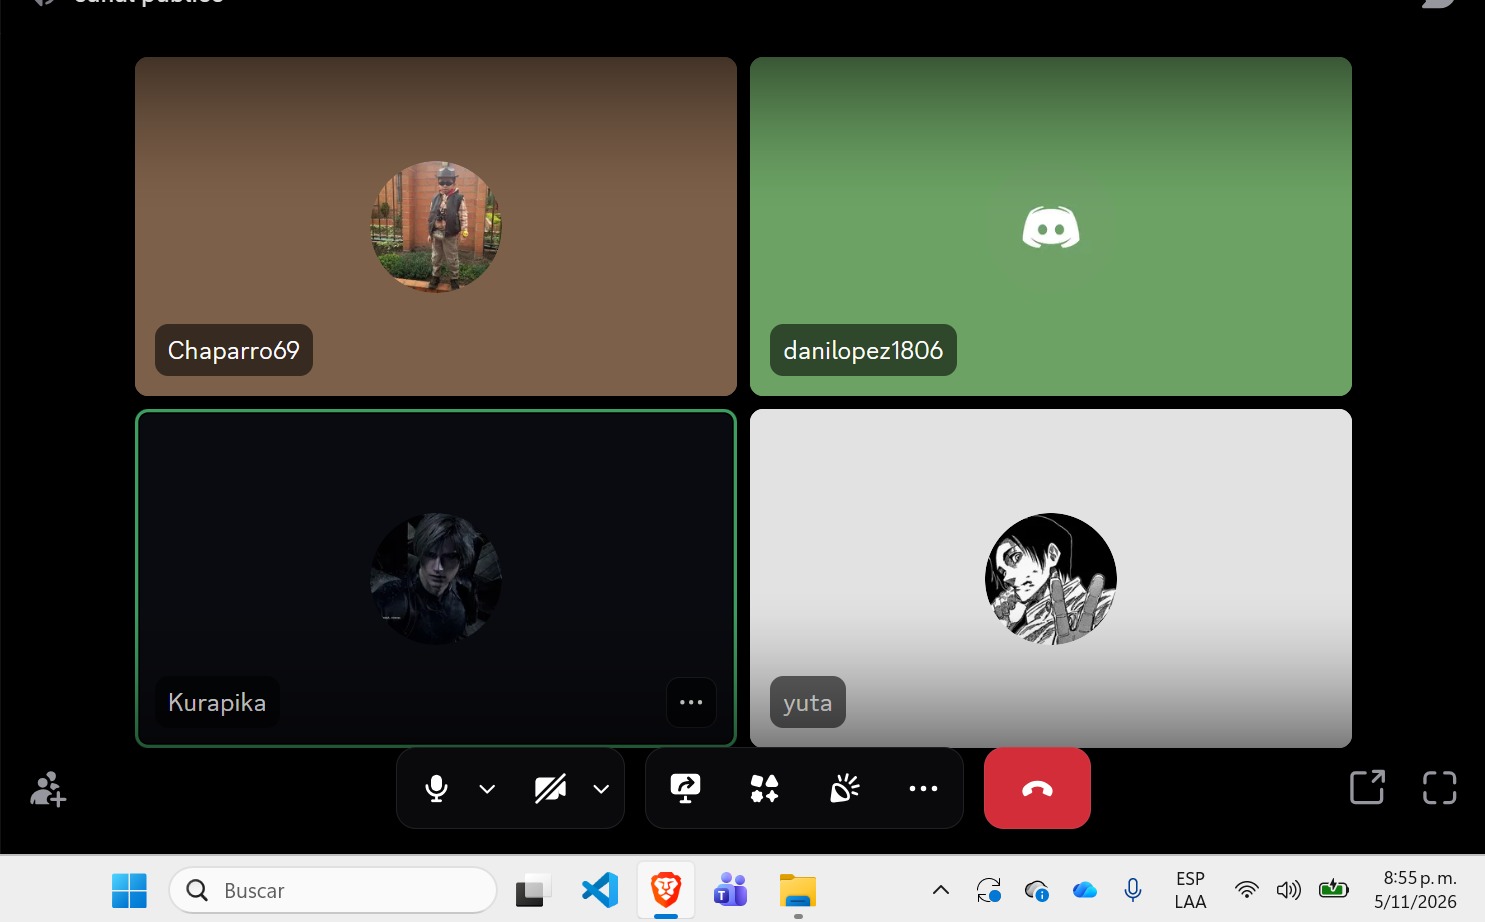 Chaparro69
danilopez1806
Kurapika
yuta
Buscar
ESP
LAA
8:55 p. m.
5/11/2026